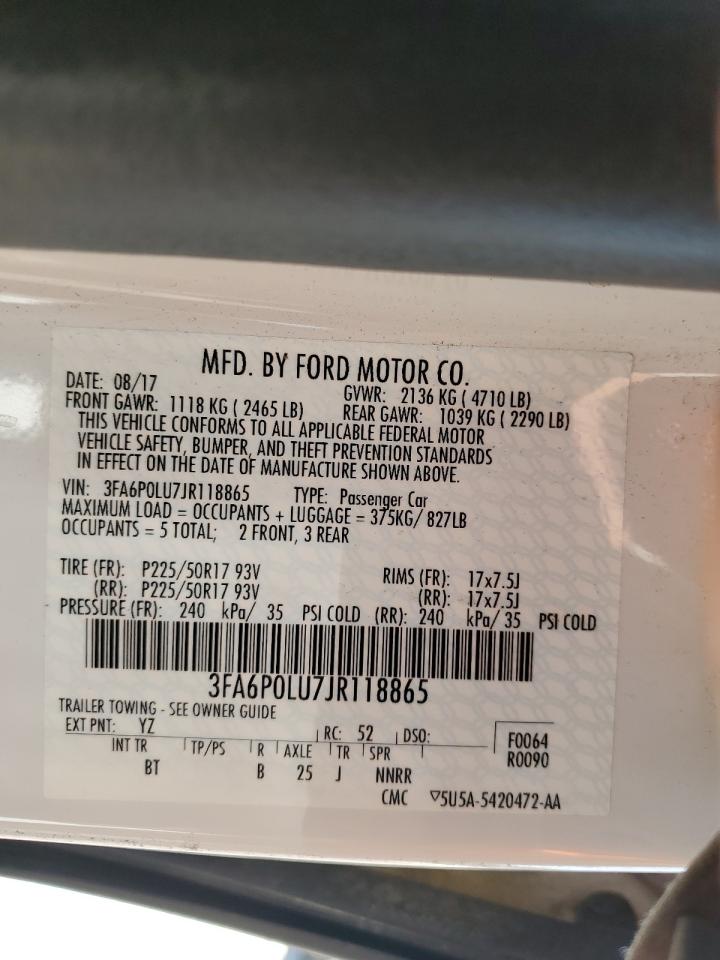 MFD. BY FORD MOTOR CO.
DATE: 08/17 GVWR: 2136 KG ( 4710 LB)
FRONT GAWR: 1118 KG ( 2465 LB) REAR GAWR: 1039 KG ( 2290 LB)
THIS VEHICLE CONFORMS TO ALL APPLICABLE FEDERAL MOTOR
VEHICLE SAFETY, BUMPER, AND THEFT PREVENTION STANDARDS
IN EFFECT ON THE DATE OF MANUFACTURE SHOWN ABOVE.
VIN: 3FA6P0LU7JR118865 TYPE: Passenger Car
MAXIMUM LOAD = OCCUPANTS + LUGGAGE = 375KG/ 827LB
OCCUPANTS = 5 TOTAL; 2 FRONT, 3 REAR
TIRE (FR): P225/50R17 93V RIMS (FR): 17x7.5J
(RR): P225/50R17 93V (RR): 17x7.5J
PRESSURE (FR): 240 kPa/ 35 PSI COLD (RR): 240 kPa/ 35 PSI COLD
3FA6P0LU7JR118865
TRAILER TOWING - SEE OWNER GUIDE
EXT PNT: YZ RC: 52 DSO: F0064
INT TR TP/PS R AXLE TR SPR R0090
BT B 25 J NNRR
CMC ▽5U5A-5420472-AA